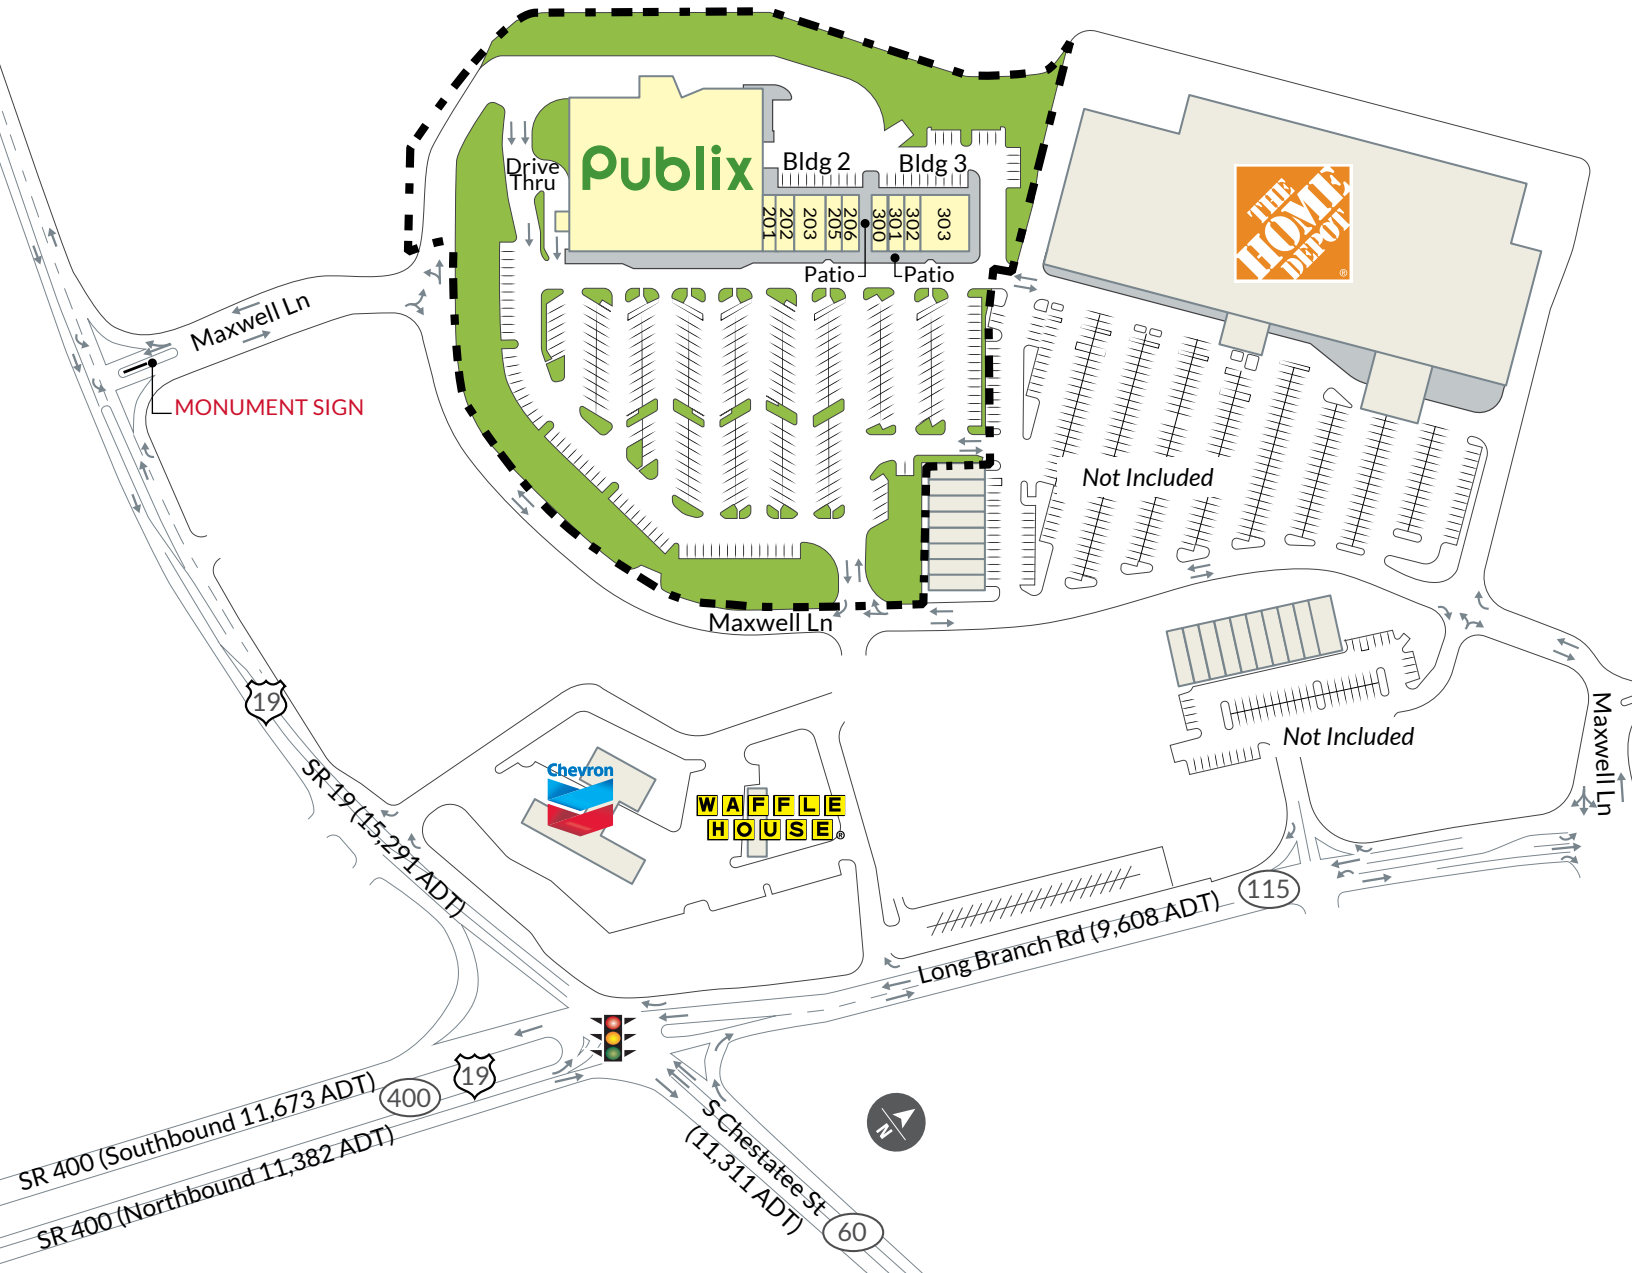 Publix
Drive
Thru
Bldg 2
Bldg 3
201
202
203
205
206
300
301
302
303
Patio
Patio
THE
HOME
DEPOT
®
Maxwell Ln
MONUMENT SIGN
Not Included
Maxwell Ln
19
Not Included
Maxwell Ln
SR 19 (15,291 ADT)
Chevron
WAFFLE
HOUSE®
115
Long Branch Rd (9,608 ADT)
19
400
SR 400 (Southbound 11,673 ADT)
SR 400 (Northbound 11,382 ADT)
S Chestatee St
(11,311 ADT)
60
N